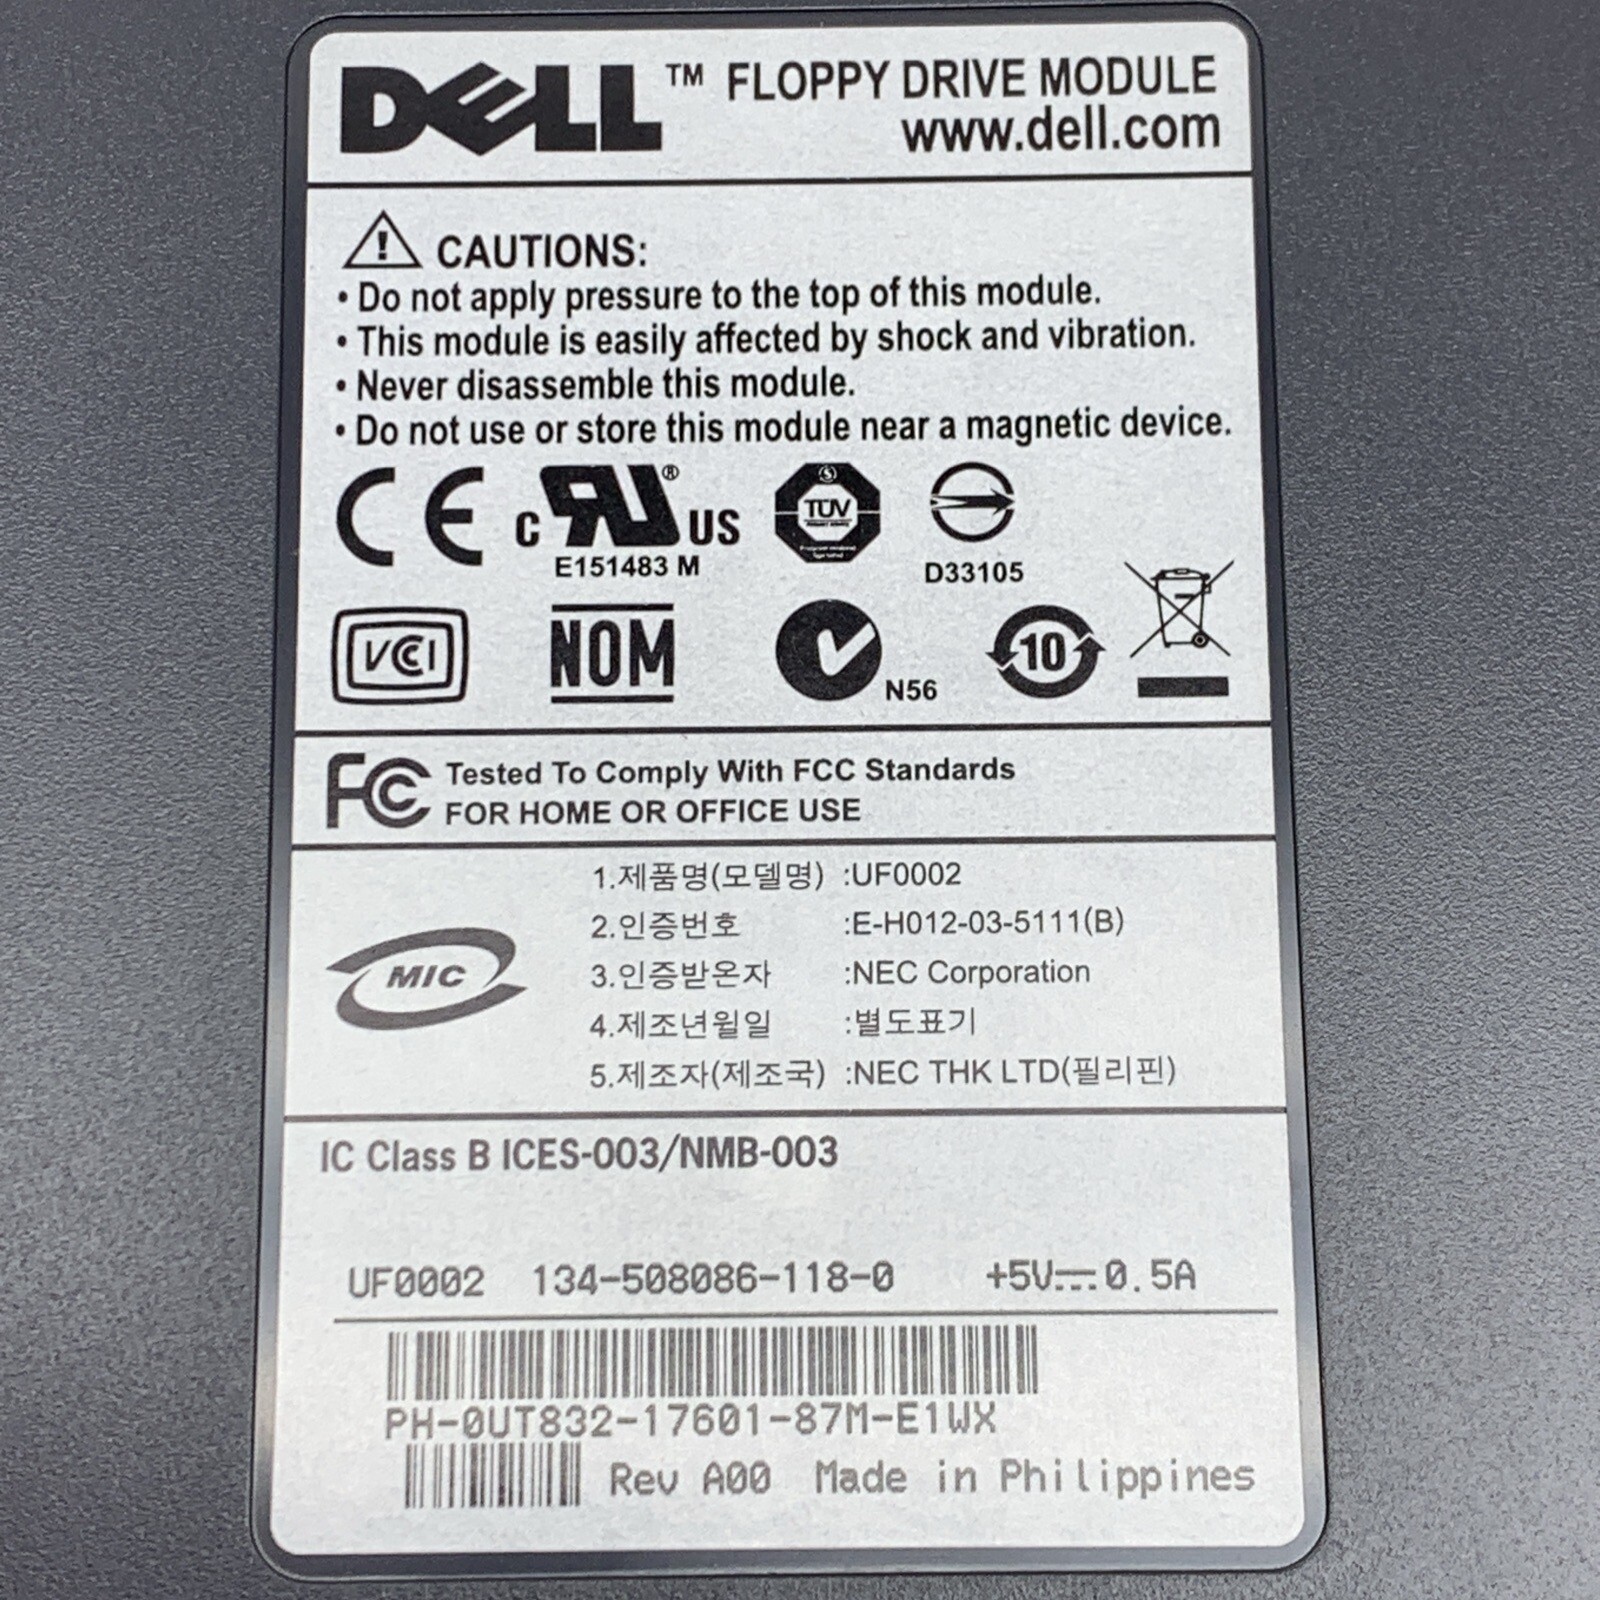 DELL™ FLOPPY DRIVE MODULE
www.dell.com
CAUTIONS:
• Do not apply pressure to the top of this module.
• This module is easily affected by shock and vibration.
• Never disassemble this module.
• Do not use or store this module near a magnetic device.
CE c RU ® US TÜV
E151483 M D33105
VCCI NOM N56 10
FC Tested To Comply With FCC Standards
FOR HOME OR OFFICE USE
MIC
1.제품명(모델명) :UF0002
2.인증번호 :E-H012-03-5111(B)
3.인증받온자 :NEC Corporation
4.제조년윌일 :별도표기
5.제조자(제조국) :NEC THK LTD(필리핀)
IC Class B ICES-003/NMB-003
UF0002 134-508086-118-0 +5V⎓0.5A
PH-0UT832-17601-87M-E1WX
Rev A00 Made in Philippines